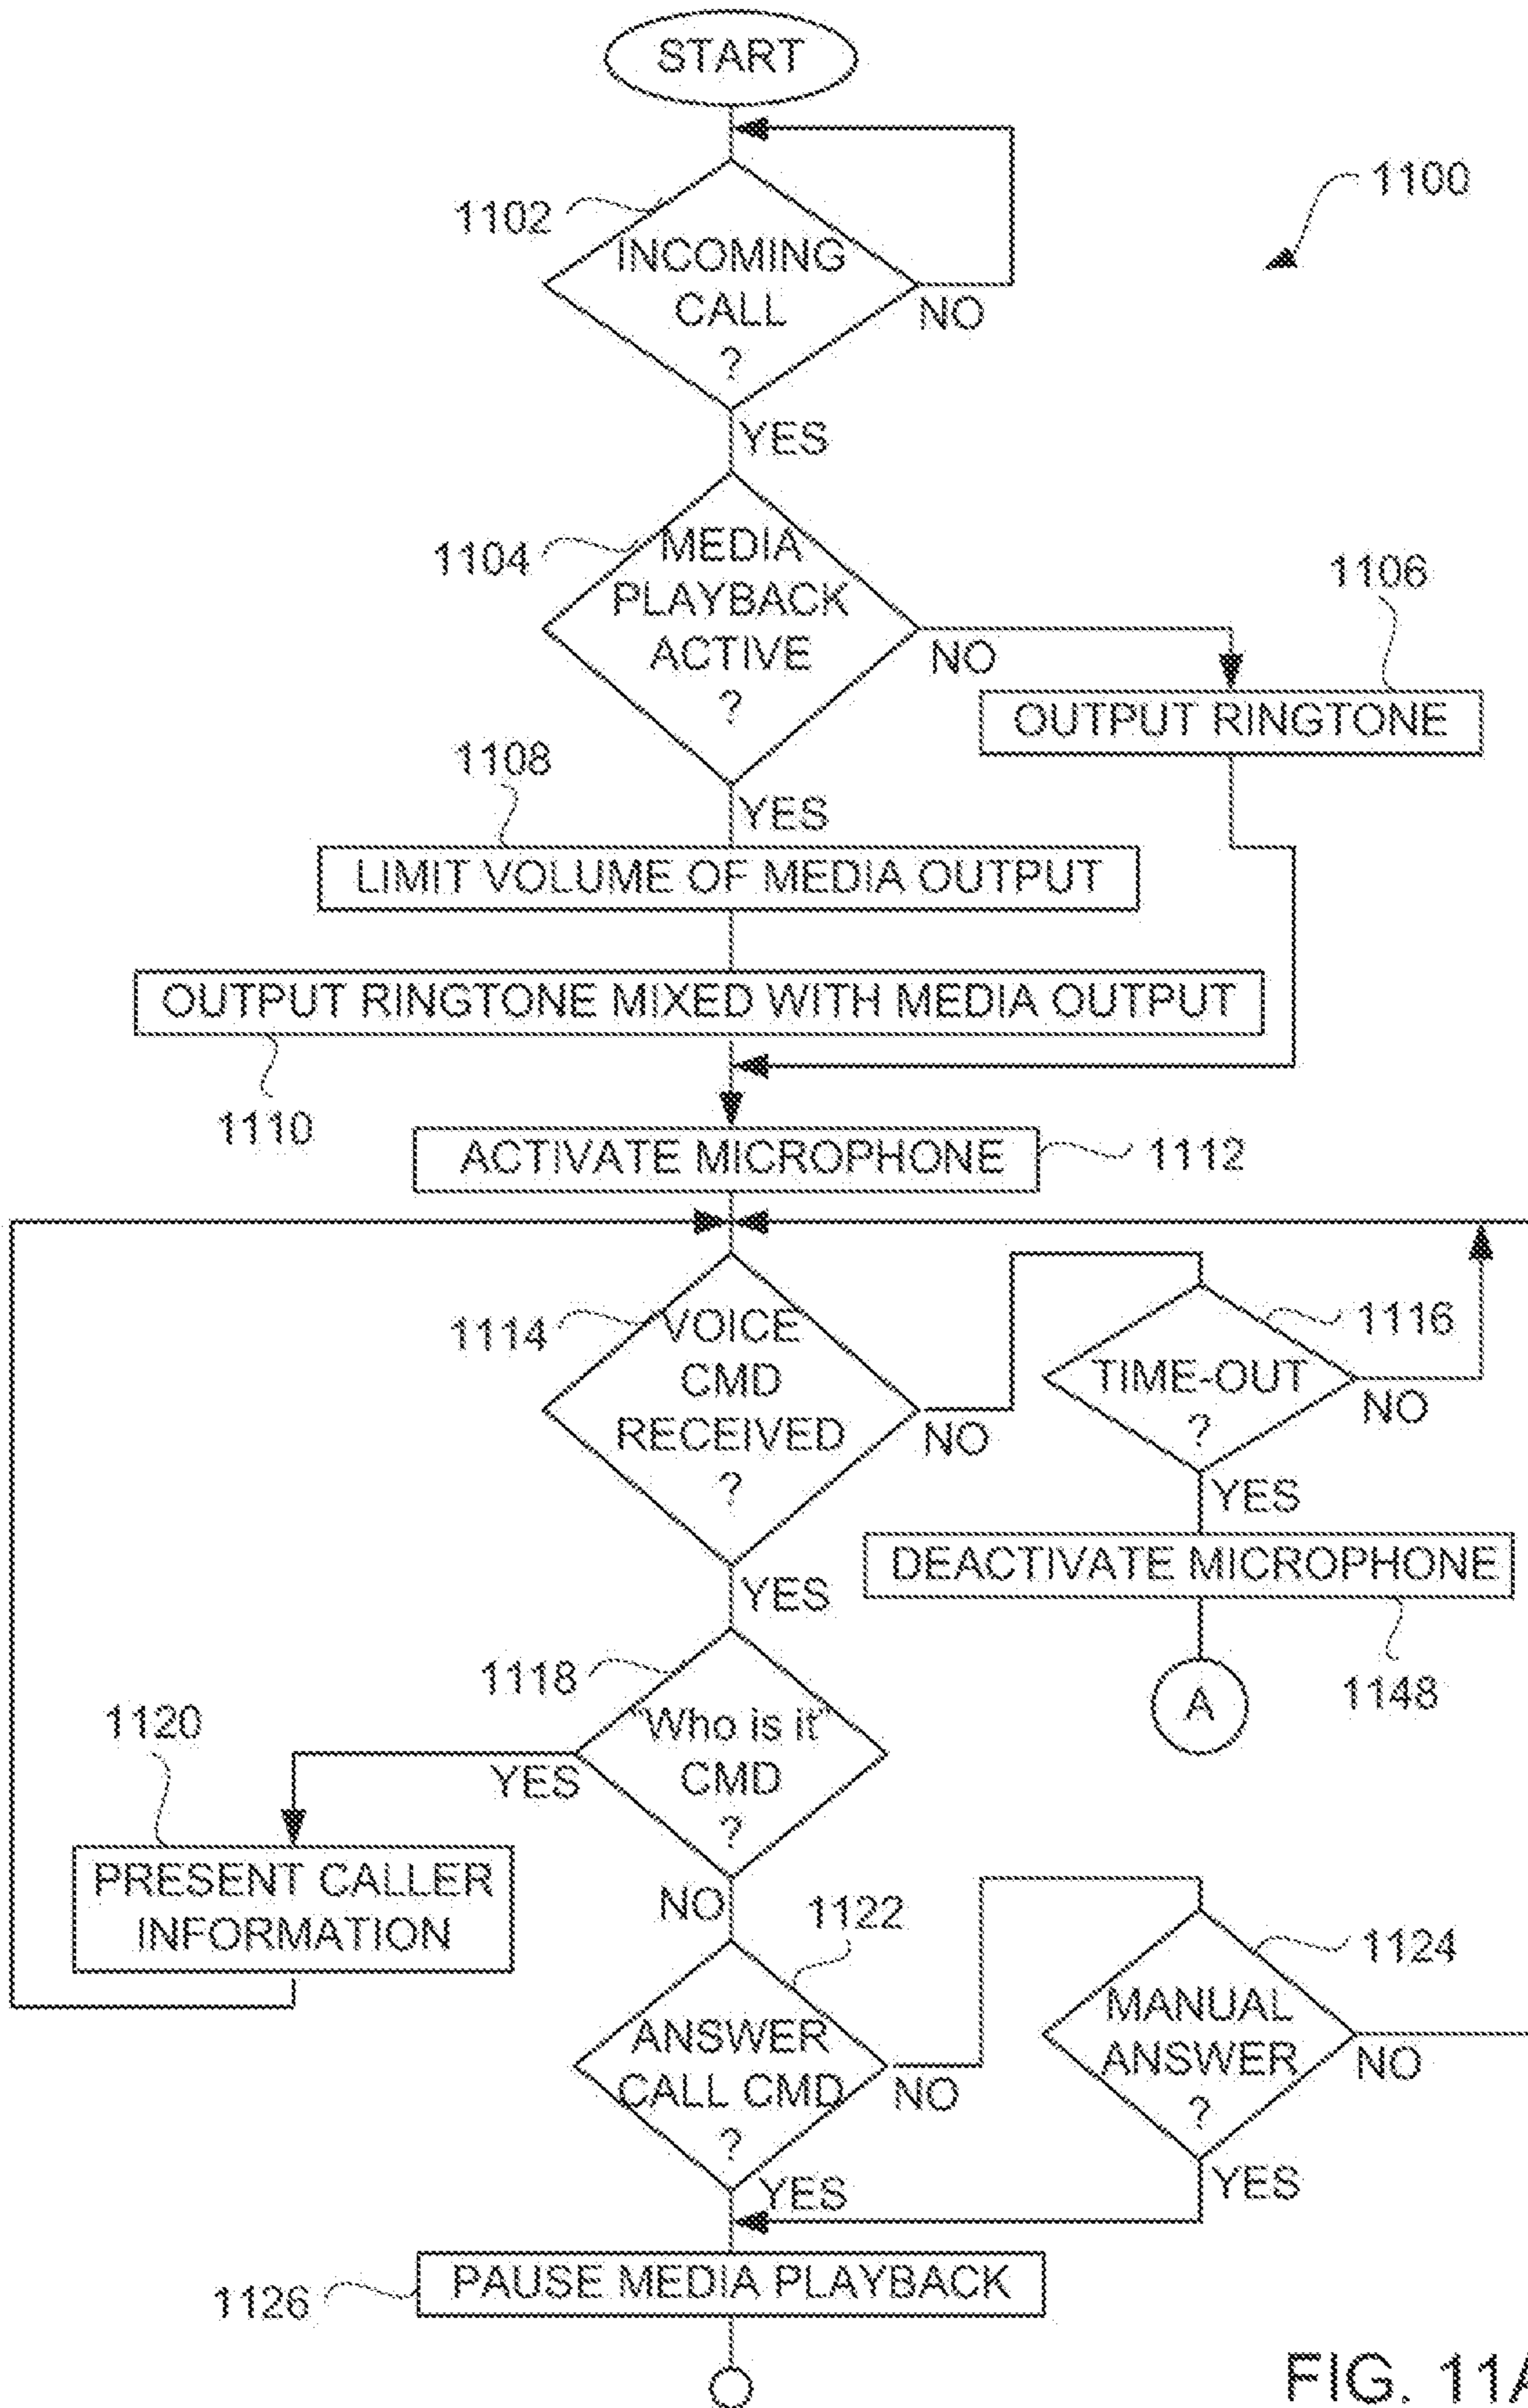 START
1100
1102
INCOMING
CALL
?
NO
YES
1104
MEDIA
PLAYBACK
ACTIVE
?
NO
1106
OUTPUT RINGTONE
1108
YES
LIMIT VOLUME OF MEDIA OUTPUT
OUTPUT RINGTONE MIXED WITH MEDIA OUTPUT
1110
ACTIVATE MICROPHONE
1112
1114
VOICE
CMD
RECEIVED
?
NO
1116
TIME-OUT
?
NO
YES
YES
DEACTIVATE MICROPHONE
1148
A
1118
"Who is it"
CMD
?
YES
1120
PRESENT CALLER
INFORMATION
NO
1122
ANSWER
CALL CMD
?
NO
1124
MANUAL
ANSWER
?
NO
YES
YES
PAUSE MEDIA PLAYBACK
1126
FIG. 11A